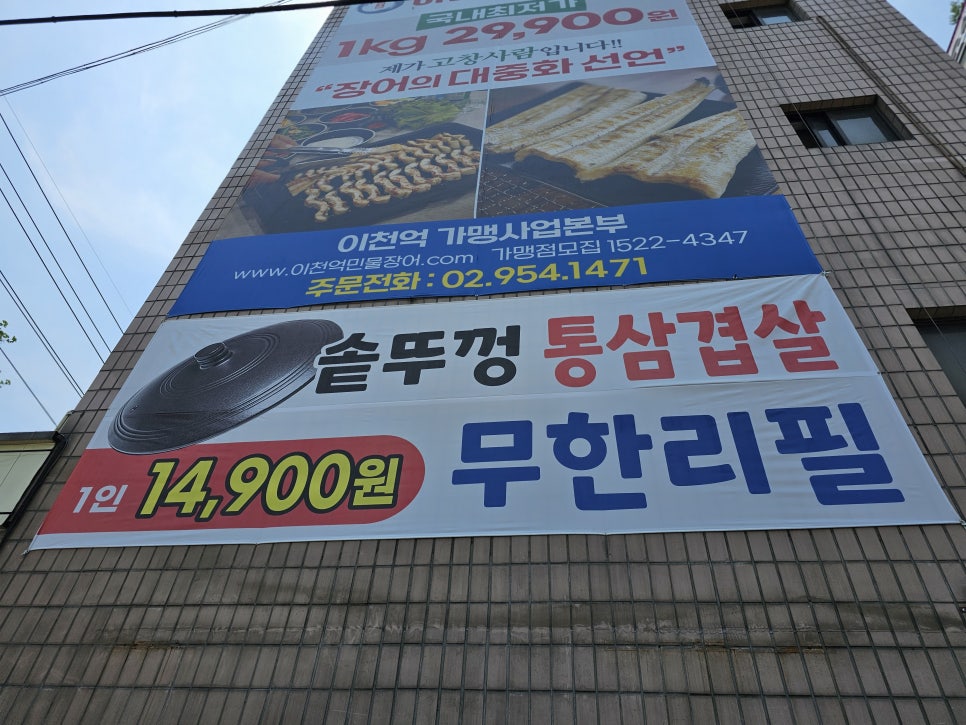 국내최저가
1kg 29,900원
제가 고창사람입니다!!
“장어의 대중화 선언”
이천억 가맹사업본부
www.이천억민물장어.com 가맹점모집 1522-4347
주문전화 : 02.954.1471
솥뚜껑 통삼겹살
1인 14,900원 무한리필